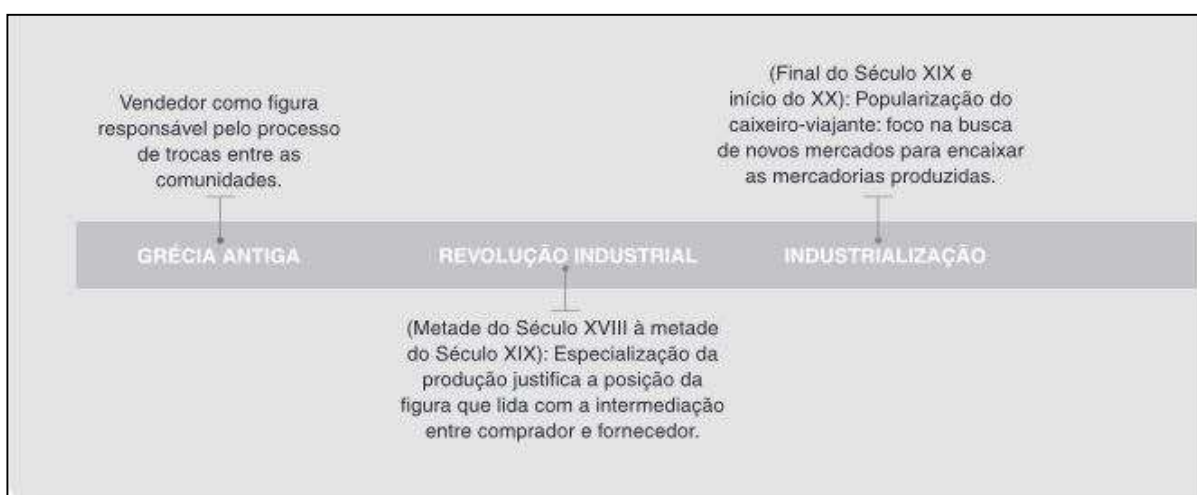 Vendedor como figura
responsável pelo processo
de trocas entre as
comunidades.
(Final do Século XIX e
início do XX): Popularização do
caixeiro-viajante: foco na busca
de novos mercados para encaixar
as mercadorias produzidas.
GRÉCIA ANTIGA
REVOLUÇÃO INDUSTRIAL
INDUSTRIALIZAÇÃO
(Metade do Século XVIII à metade
do Século XIX): Especialização da
produção justifica a posição da
figura que lida com a intermediação
entre comprador e fornecedor.